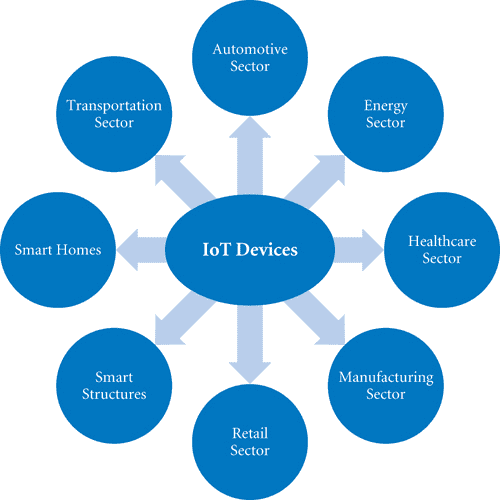 Automotive
Sector
Transportation
Sector
Energy
Sector
Smart Homes
IoT Devices
Healthcare
Sector
Smart
Structures
Manufacturing
Sector
Retail
Sector